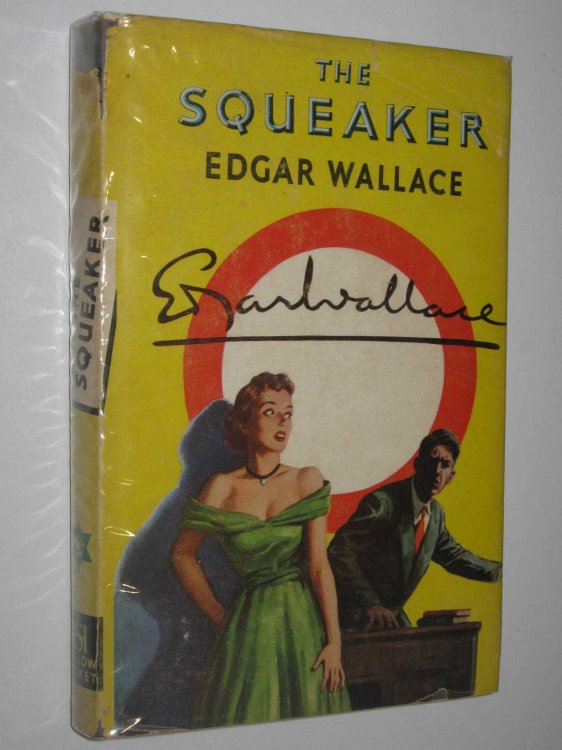 THE
SQUEAKER
EDGAR WALLACE
Edgar Wallace
THE
SQUEAKER